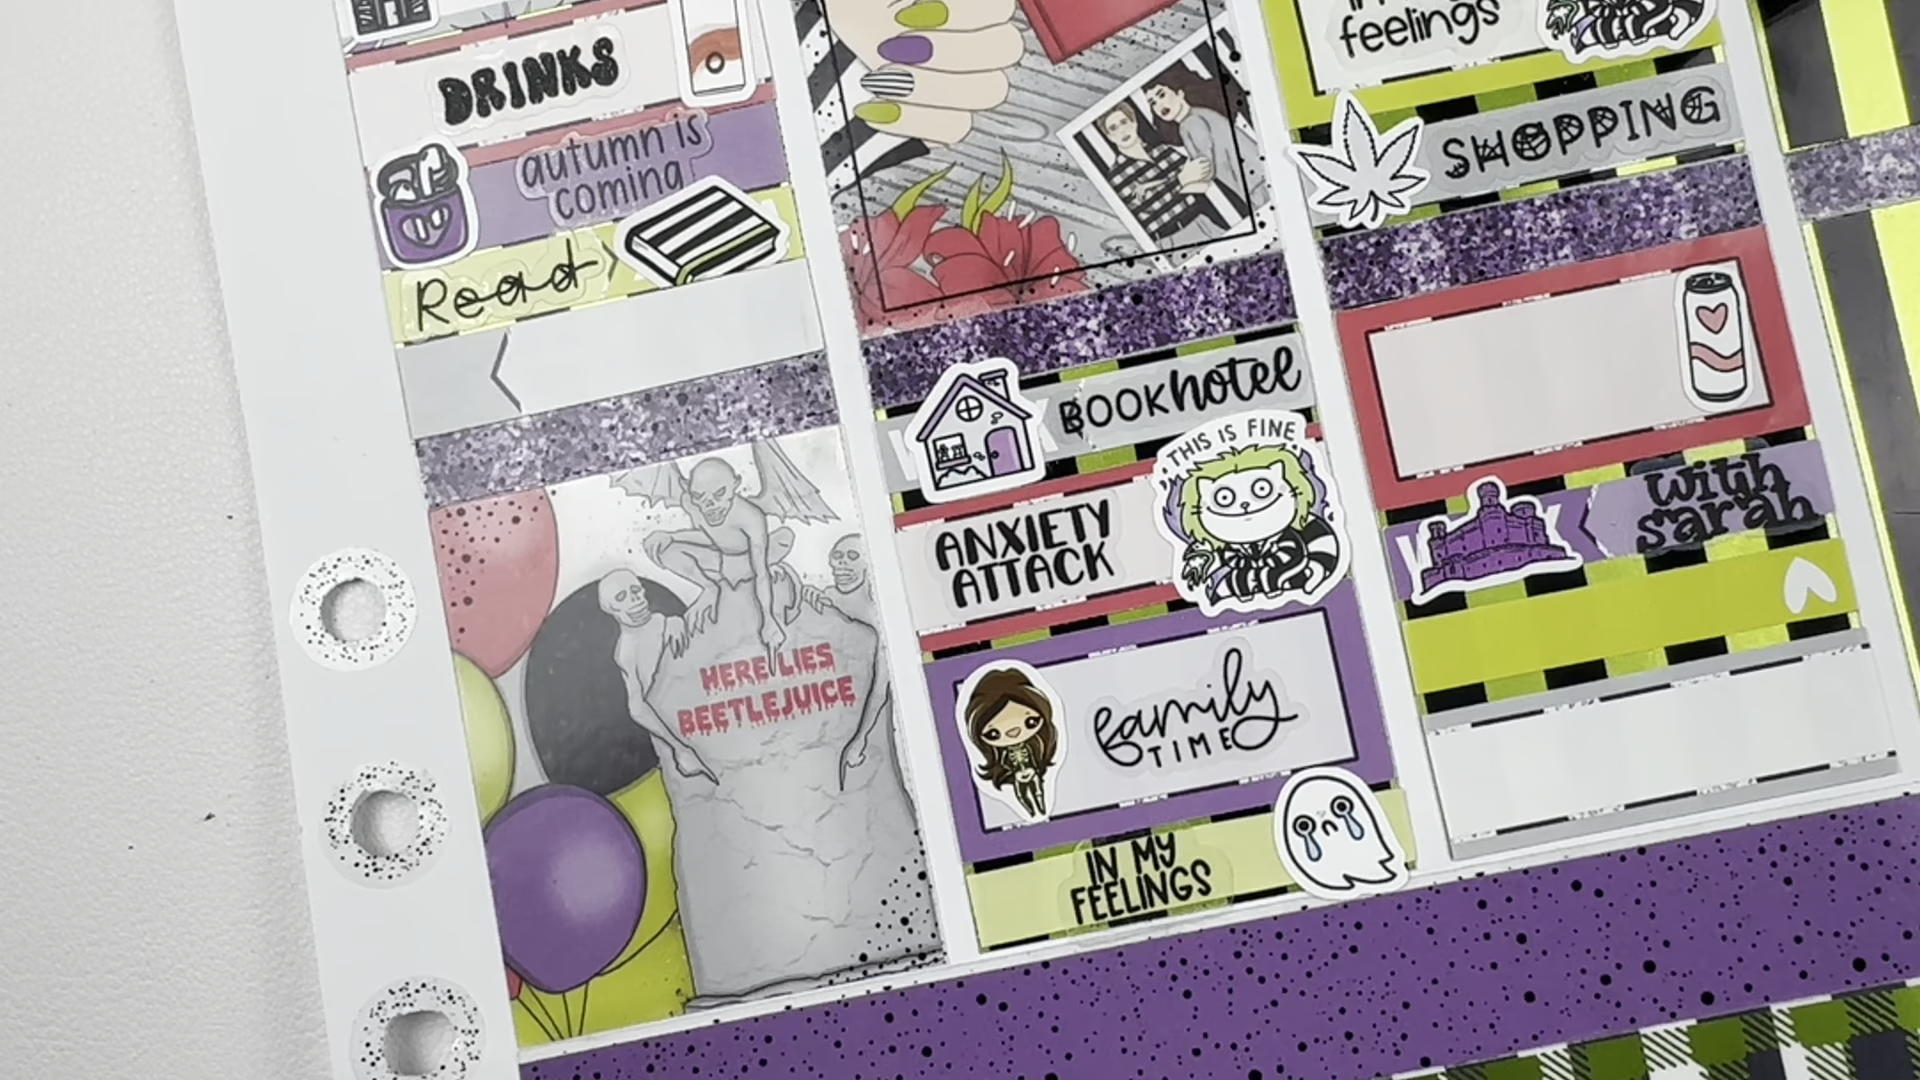 DRINKS
autumn is
coming
Read
HERE LIES
BEETLEJUICE
BOOK hotel
THIS IS FINE
ANXIETY
ATTACK
family
TIME
IN MY
FEELINGS
feelings
SHOPPING
with
sarah